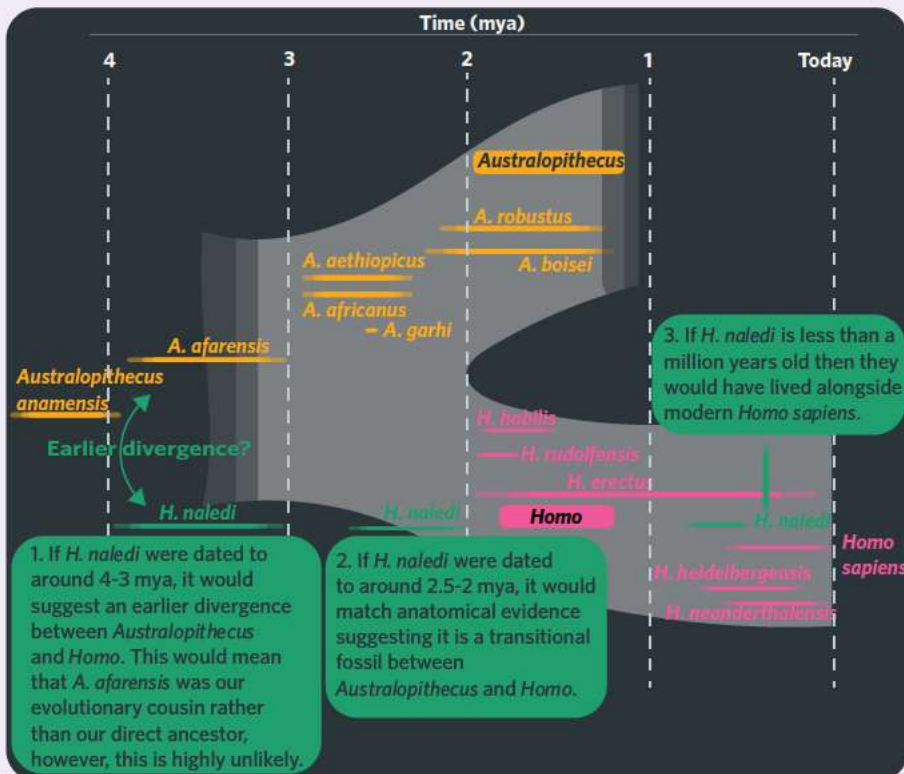 Time (mya)
4 3 2 1 Today
Australopithecus
A. robustus
A. aethiopicus
A. boisei
A. africanus
A. garhi
A. afarensis
Australopithecus
anamensis
Earlier divergence?
3. If H. naledi is less than a
million years old then they
would have lived alongside
modern Homo sapiens.
H. habilis
H. rudolfensis
H. erectus
H. naledi
H. naledi
Homo
H. naledi
Homo
sapiens
H. heidelbergensis
H. neanderthalensis
1. If H. naledi were dated to
around 4-3 mya, it would
suggest an earlier divergence
between Australopithecus
and Homo. This would mean
that A. afarensis was our
evolutionary cousin rather
than our direct ancestor,
however, this is highly unlikely.
2. If H. naledi were dated
to around 2.5-2 mya, it would
match anatomical evidence
suggesting it is a transitional
fossil between
Australopithecus and Homo.